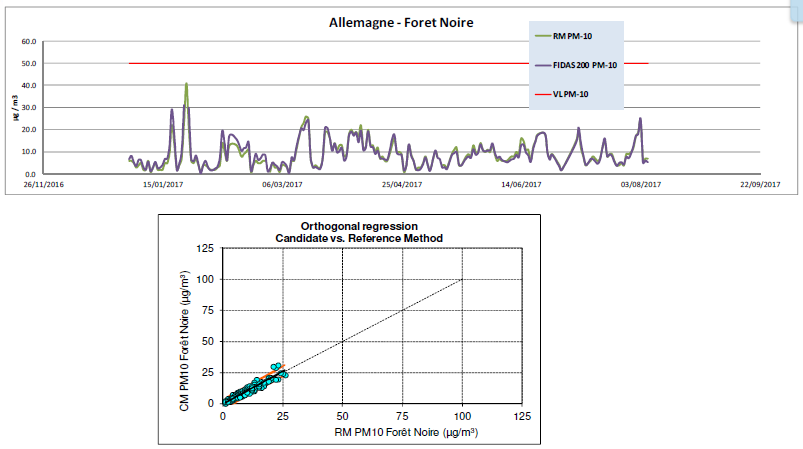 Allemagne - Foret Noire
RM PM-10
FIDAS 200 PM-10
VL PM-10
µg / m3
60.0
50.0
40.0
30.0
20.0
10.0
0.0
26/11/2016
15/01/2017
06/03/2017
25/04/2017
14/06/2017
03/08/2017
22/09/2017
Orthogonal regression
Candidate vs. Reference Method
CM PM10 Forêt Noire (µg/m³)
125
100
75
50
25
0
0
25
50
75
100
125
RM PM10 Forêt Noire (µg/m³)